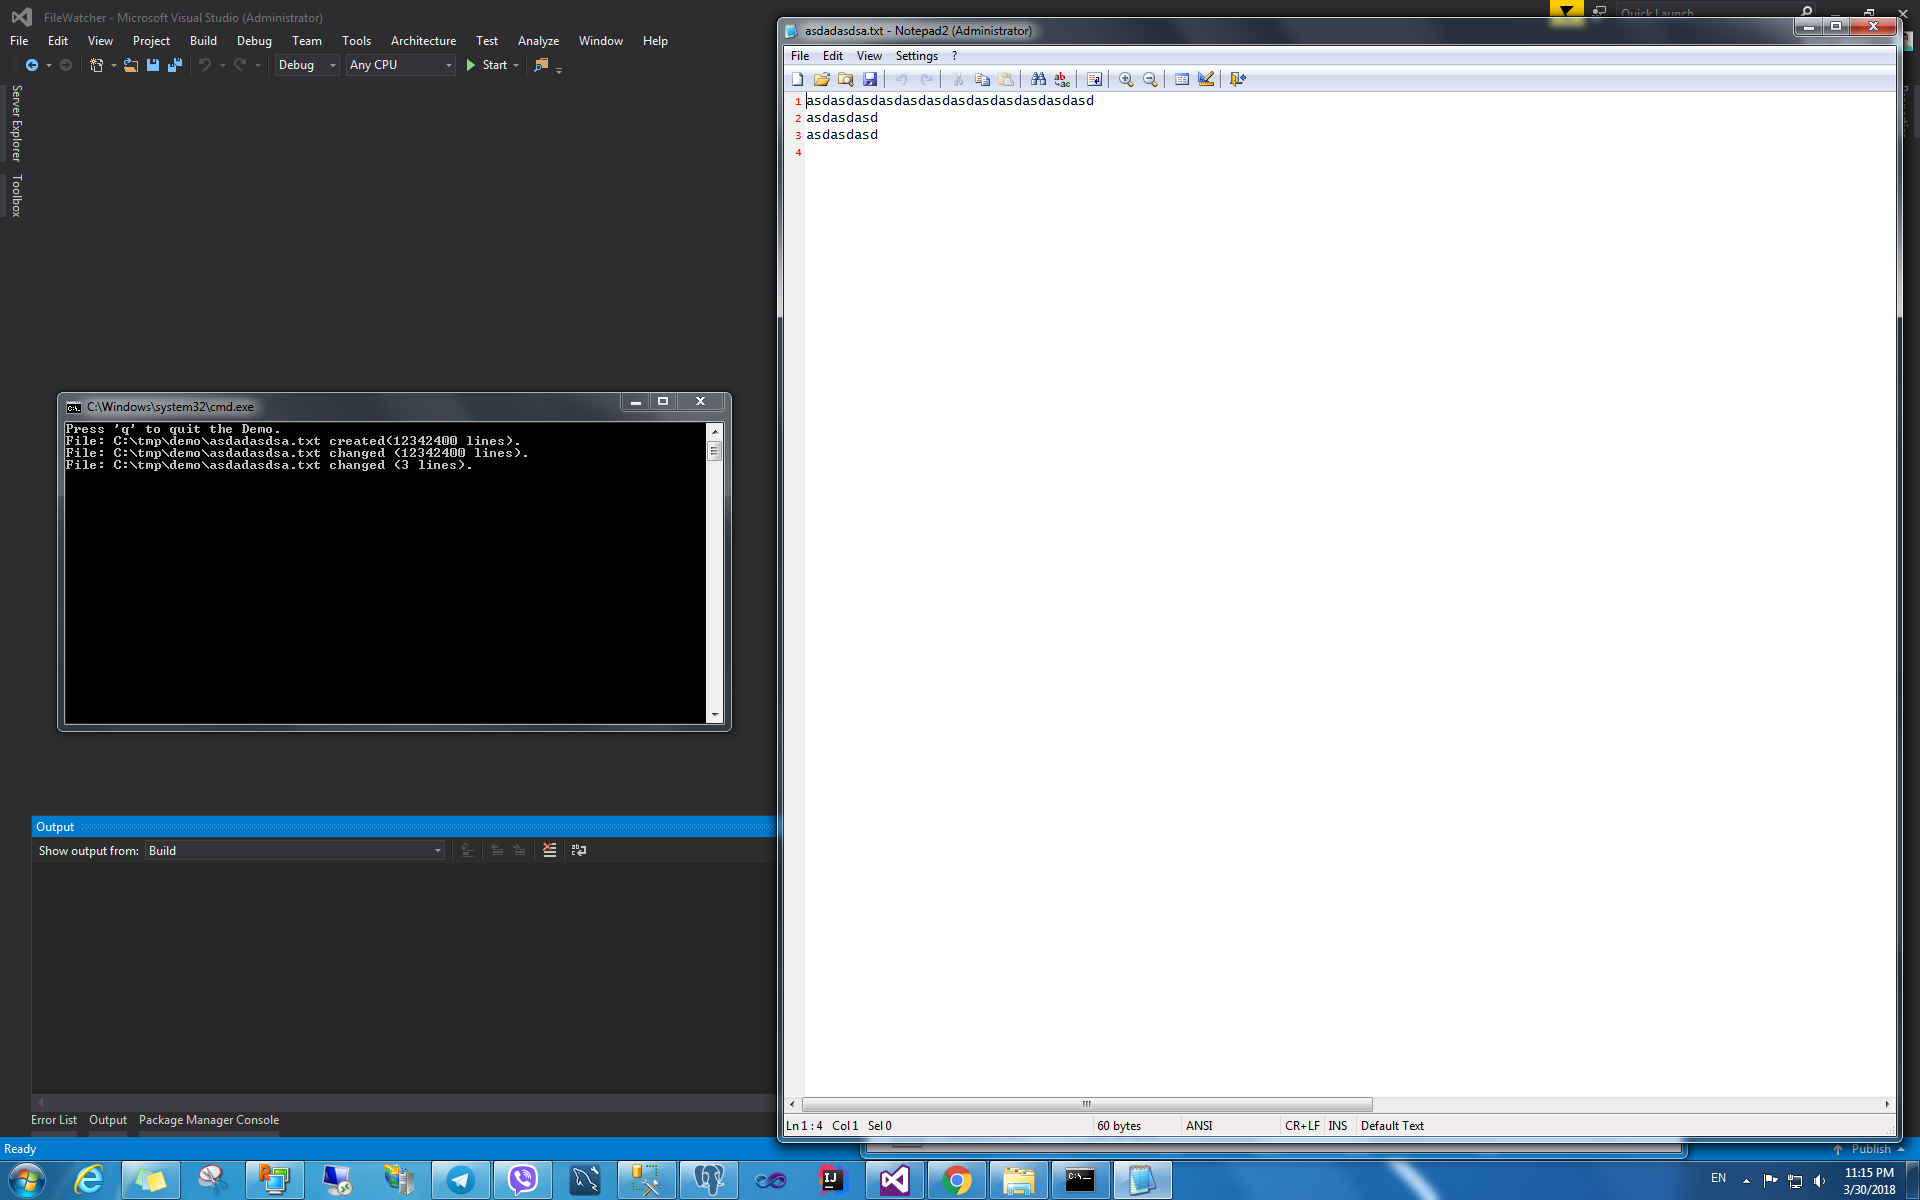 FileWatcher - Microsoft Visual Studio (Administrator)
Quick Launch
File Edit View Project Build Debug Team Tools Architecture Test Analyze Window Help
Debug Any CPU Start
Server Explorer
Toolbox
C:\Windows\system32\cmd.exe
Press 'q' to quit the Demo.
File: C:\tmp\demo\asdadasdsa.txt created(12342400 lines).
File: C:\tmp\demo\asdadasdsa.txt changed (12342400 lines).
File: C:\tmp\demo\asdadasdsa.txt changed (3 lines).
Output
Show output from: Build
Error List Output Package Manager Console
Ready
Publish
asdadasdsa.txt - Notepad2 (Administrator)
File Edit View Settings ?
1 asdasdasdasdasdasdasdasdasdasdasdasd
2 asdasdasd
3 asdasdasd
4
Ln 1 : 4 Col 1 Sel 0 60 bytes ANSI CR+LF INS Default Text
EN
11:15 PM
3/30/2018